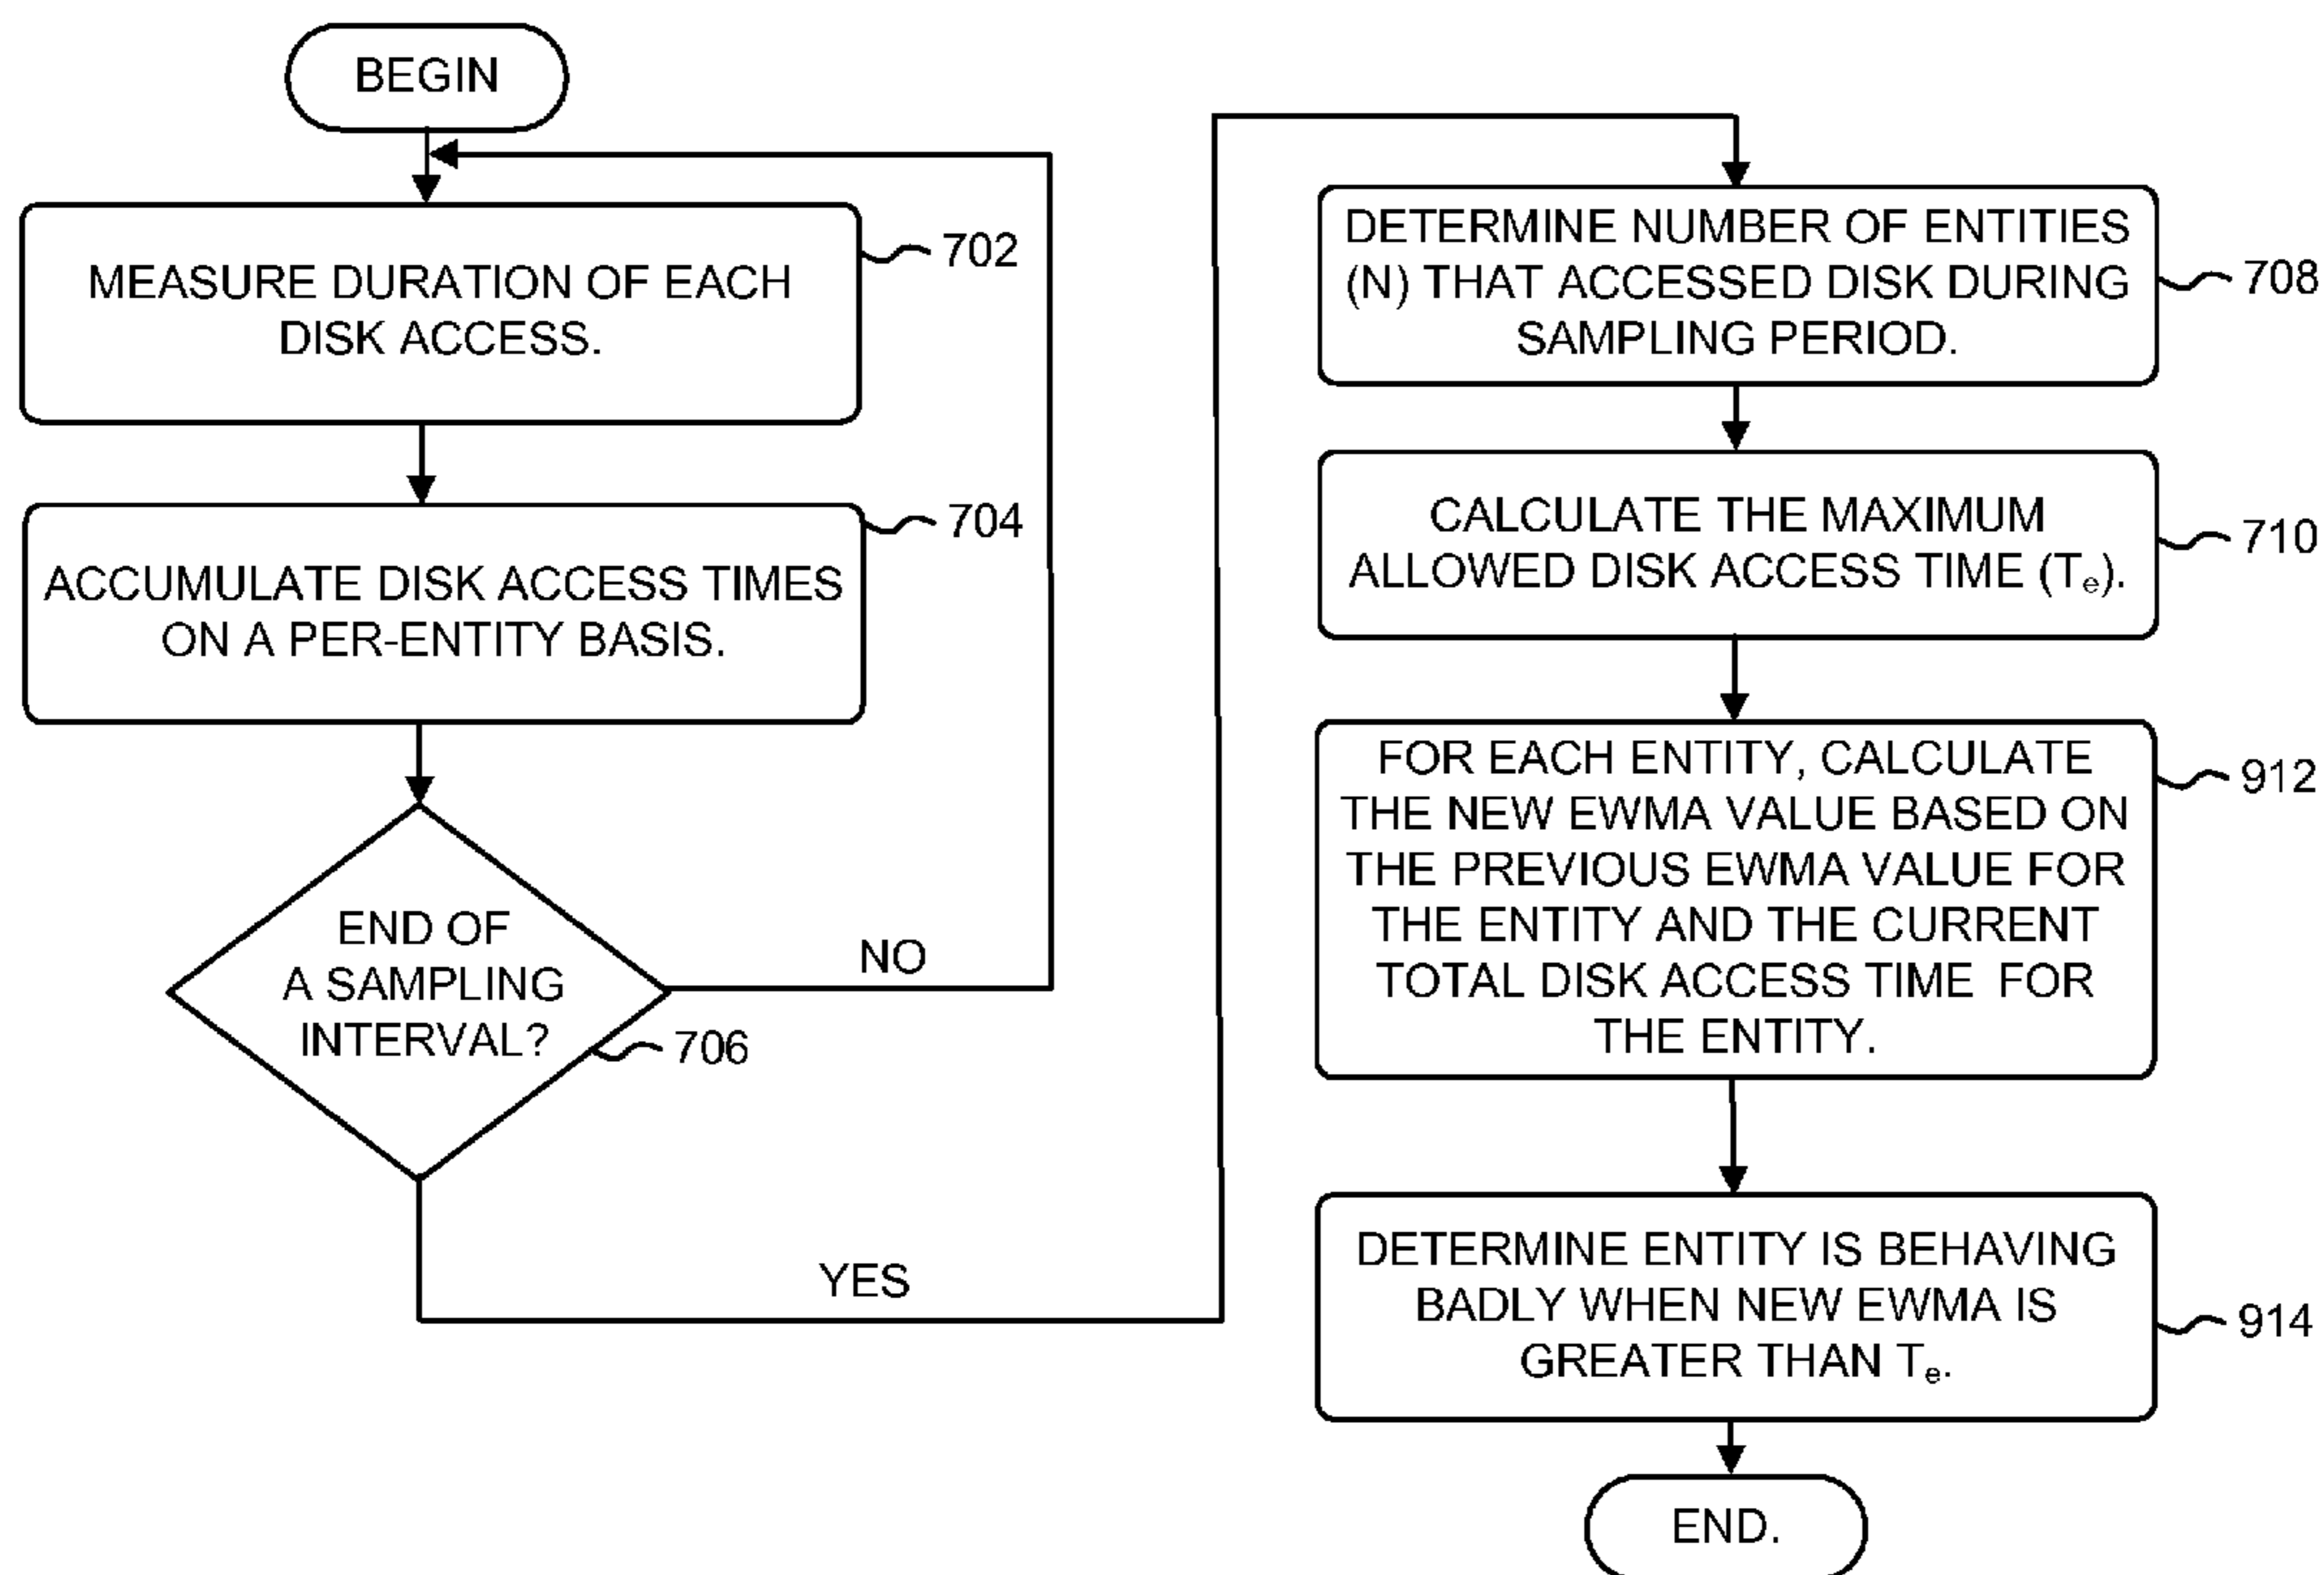 BEGIN
MEASURE DURATION OF EACH
DISK ACCESS.
702
ACCUMULATE DISK ACCESS TIMES
ON A PER-ENTITY BASIS.
704
END OF
A SAMPLING
INTERVAL?
706
NO
YES
DETERMINE NUMBER OF ENTITIES
(N) THAT ACCESSED DISK DURING
SAMPLING PERIOD.
708
CALCULATE THE MAXIMUM
ALLOWED DISK ACCESS TIME (Te).
710
FOR EACH ENTITY, CALCULATE
THE NEW EWMA VALUE BASED ON
THE PREVIOUS EWMA VALUE FOR
THE ENTITY AND THE CURRENT
TOTAL DISK ACCESS TIME FOR
THE ENTITY.
912
DETERMINE ENTITY IS BEHAVING
BADLY WHEN NEW EWMA IS
GREATER THAN Te.
914
END.